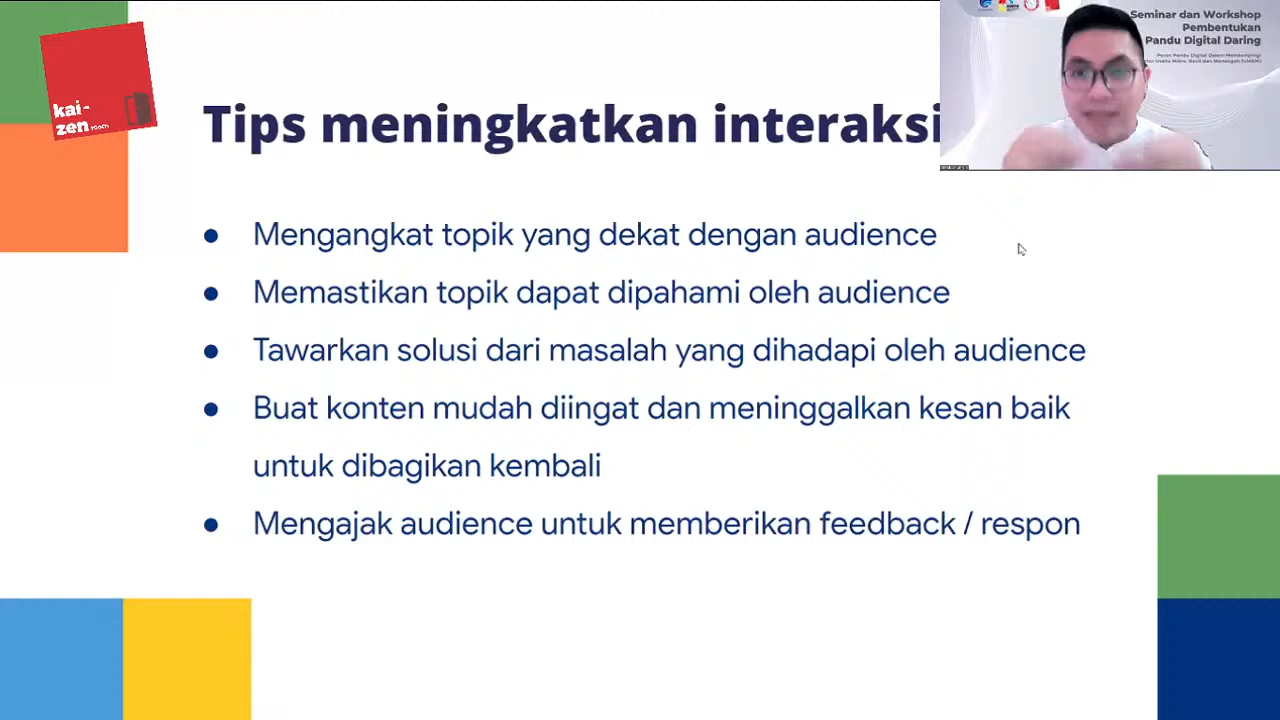 kai-
zen room
Seminar dan Workshop
Pembentukan
Pandu Digital Daring
Tips meningkatkan interaksi
● Mengangkat topik yang dekat dengan audience
● Memastikan topik dapat dipahami oleh audience
● Tawarkan solusi dari masalah yang dihadapi oleh audience
● Buat konten mudah diingat dan meninggalkan kesan baik
untuk dibagikan kembali
● Mengajak audience untuk memberikan feedback / respon